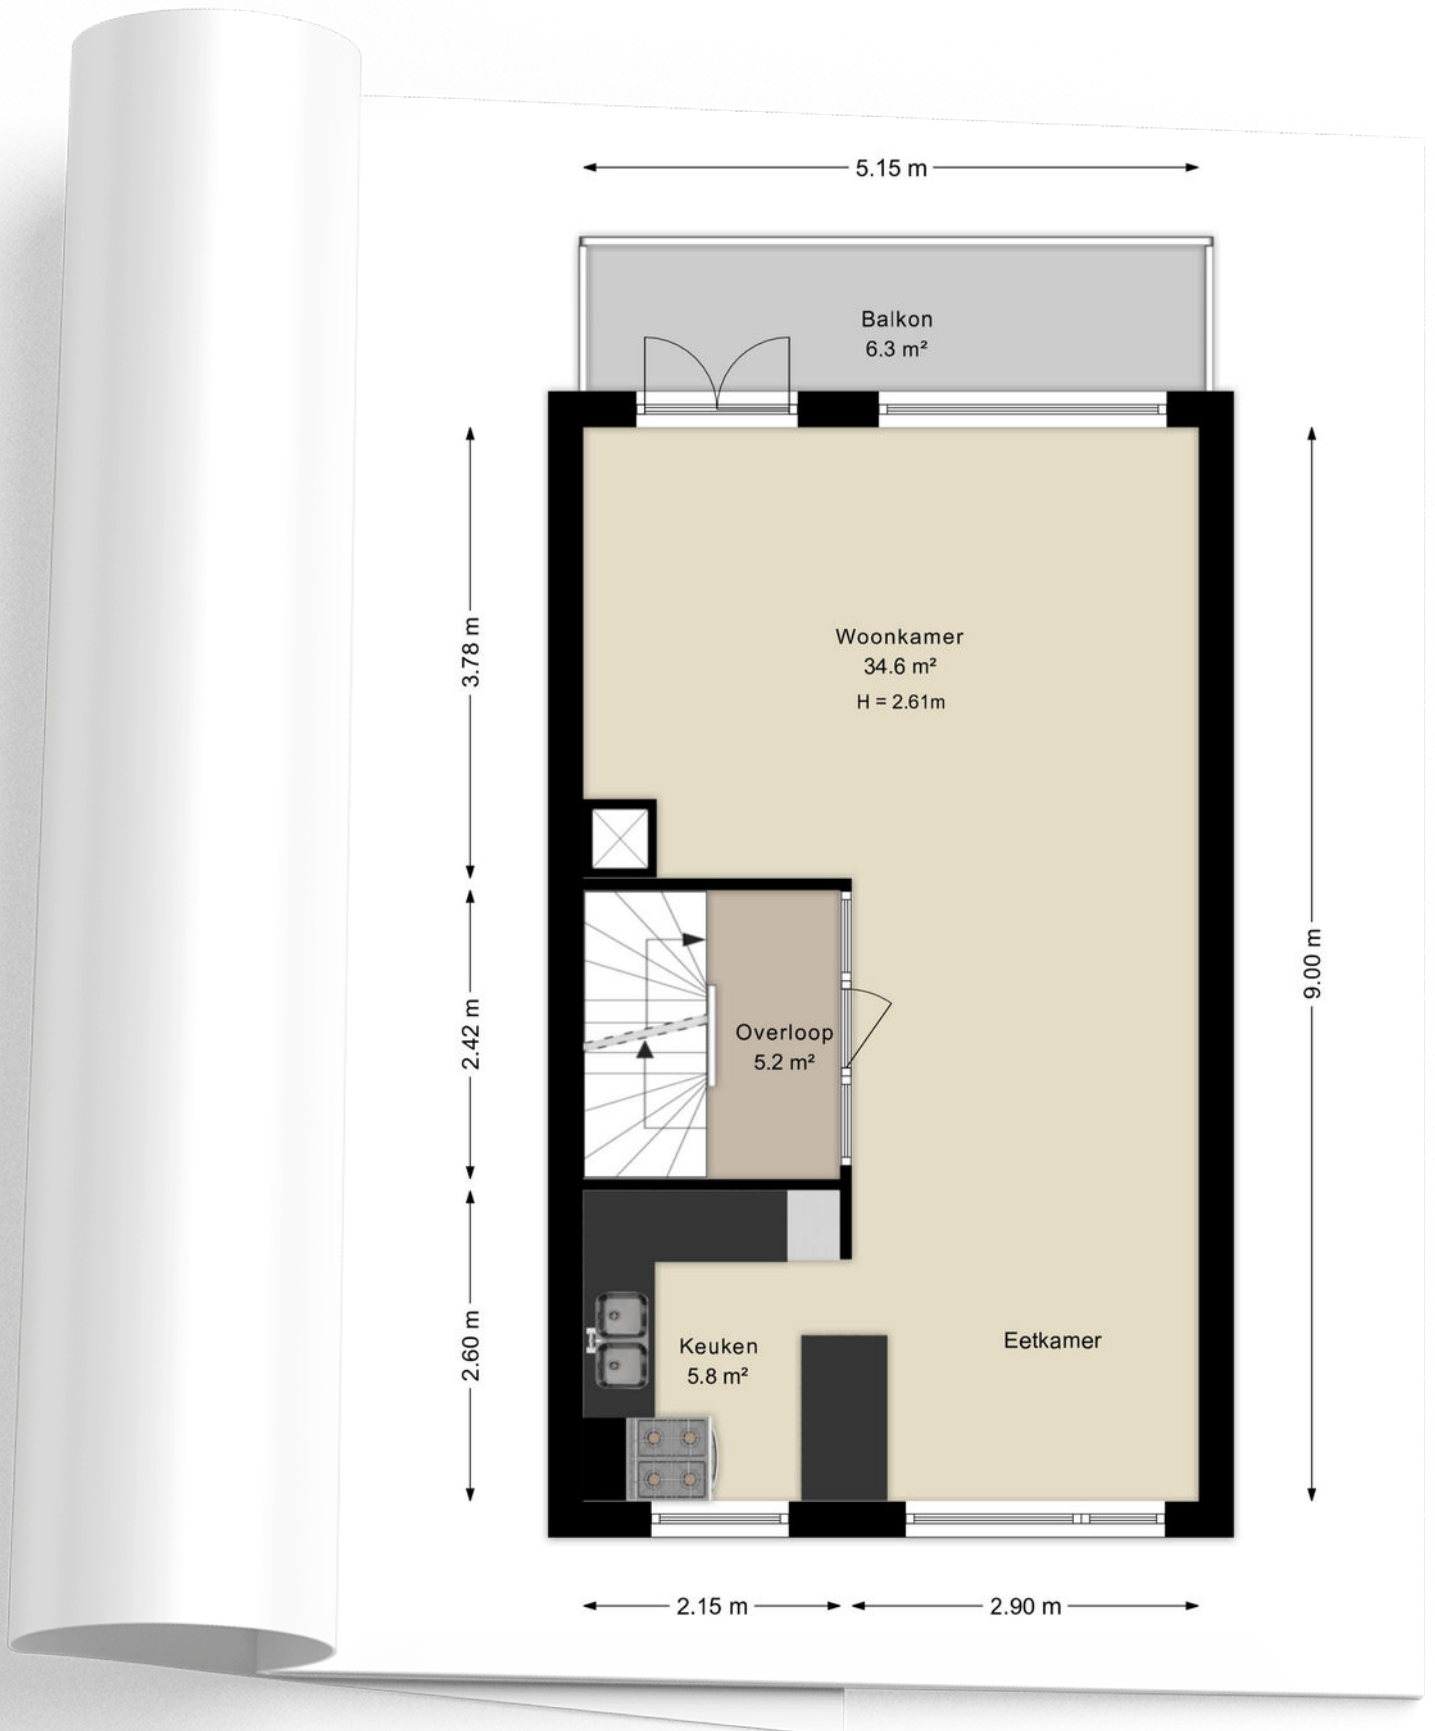 5.15 m
Balkon
6.3 m²
Woonkamer
34.6 m²
H = 2.61m
3.78 m
9.00 m
2.42 m
Overloop
5.2 m²
2.60 m
Keuken
5.8 m²
Eetkamer
2.15 m
2.90 m